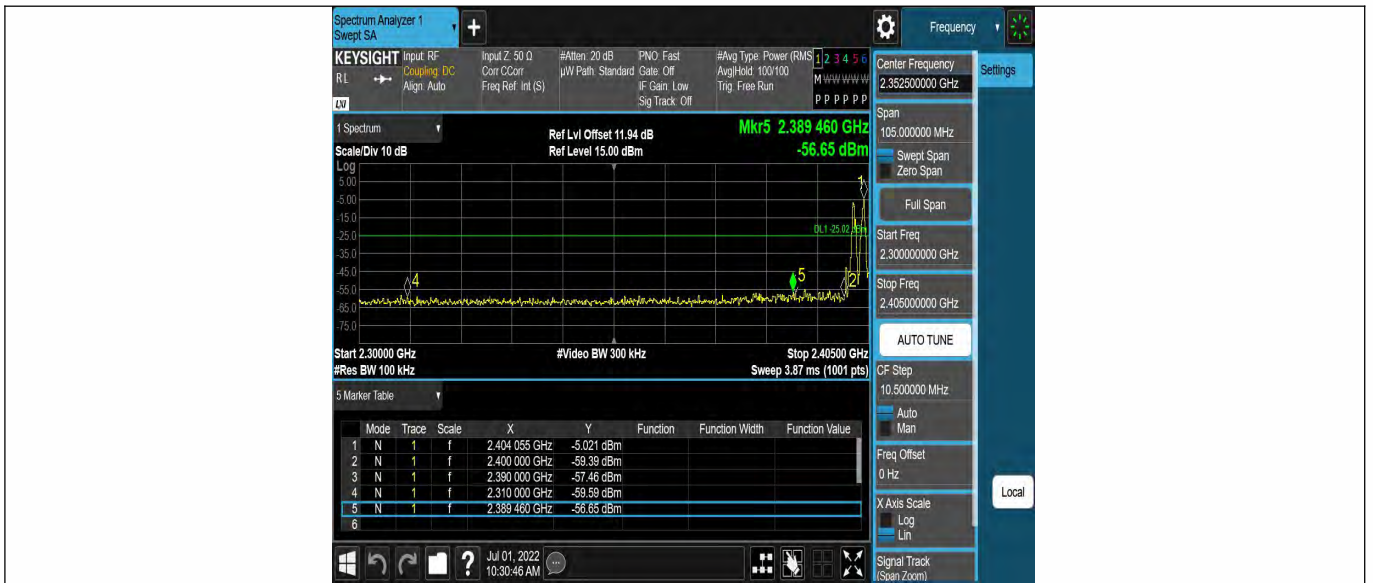 Spectrum Analyzer 1
Swept SA
+
Frequency
KEYSIGHT
RL
LXI
Input: RF
Coupling: DC
Align: Auto
Input Z: 50 Ω
Corr CCorr
Freq Ref: Int (S)
#Atten: 20 dB
µW Path: Standard
PNO: Fast
Gate: Off
IF Gain: Low
Sig Track: Off
#Avg Type: Power (RMS
Avg|Hold: 100/100
Trig: Free Run
1 2 3 4 5 6
M W W W W W
P P P P P P
1 Spectrum
Scale/Div 10 dB
Log
Ref Lvl Offset 11.94 dB
Ref Level 15.00 dBm
Mkr5 2.389 460 GHz
-56.65 dBm
5.00
-5.00
-15.0
-25.0
-35.0
-45.0
-55.0
-65.0
-75.0
1
DL1 -25.02
4
5
2
Start 2.30000 GHz
#Video BW 300 kHz
Stop 2.40500 GHz
#Res BW 100 kHz
Sweep 3.87 ms (1001 pts)
5 Marker Table
Mode Trace Scale X Y Function Function Width Function Value
1 N 1 f 2.404 055 GHz -5.021 dBm
2 N 1 f 2.400 000 GHz -59.39 dBm
3 N 1 f 2.390 000 GHz -57.46 dBm
4 N 1 f 2.310 000 GHz -59.59 dBm
5 N 1 f 2.389 460 GHz -56.65 dBm
6
?
Jul 01, 2022
10:30:46 AM
Center Frequency
2.352500000 GHz
Span
105.000000 MHz
Swept Span
Zero Span
Full Span
Start Freq
2.300000000 GHz
Stop Freq
2.405000000 GHz
AUTO TUNE
CF Step
10.500000 MHz
Auto
Man
Freq Offset
0 Hz
X Axis Scale
Log
Lin
Signal Track
(Span Zoom)
Settings
Local